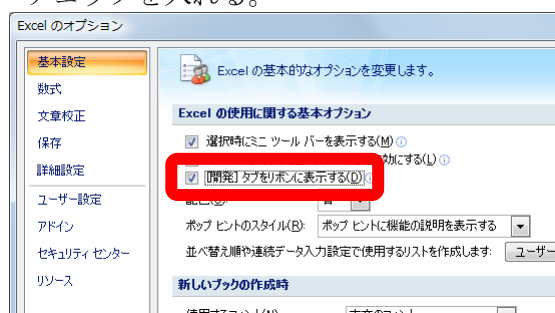 チェックを入れる。
Excel のオプション
基本設定
数式
文章校正
保存
詳細設定
ユーザー設定
アドイン
セキュリティ センター
リソース
Excel の基本的なオプションを変更します。
Excel の使用に関する基本オプション
選択時にミニ ツール バーを表示する(M)
効にする(L)
[開発] タブをリボンに表示する(D)
ポップ ヒントのスタイル(R): ポップ ヒントに機能の説明を表示する
並べ替え順や連続データ入力設定で使用するリストを作成します: ユーザー
新しいブックの作成時